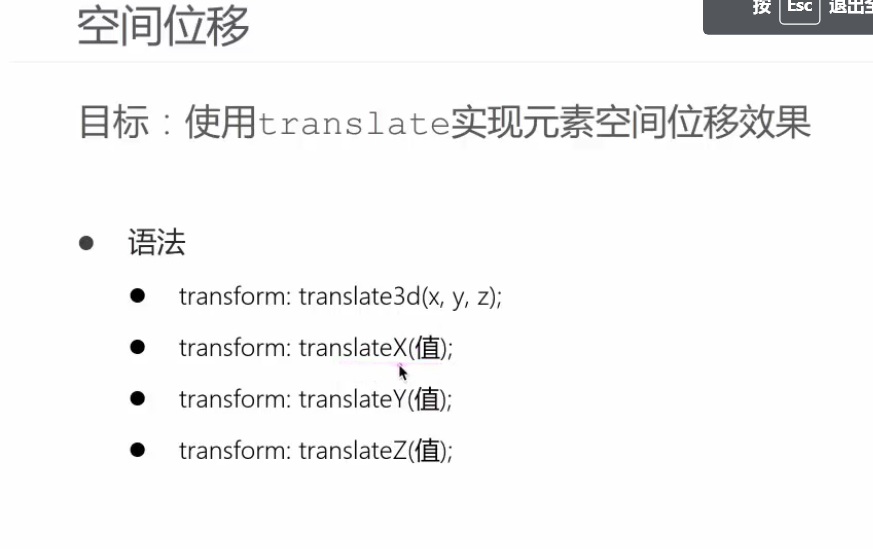 空间位移
按 Esc 退出全
目标：使用translate实现元素空间位移效果
语法
transform: translate3d(x, y, z);
transform: translateX(值);
transform: translateY(值);
transform: translateZ(值);